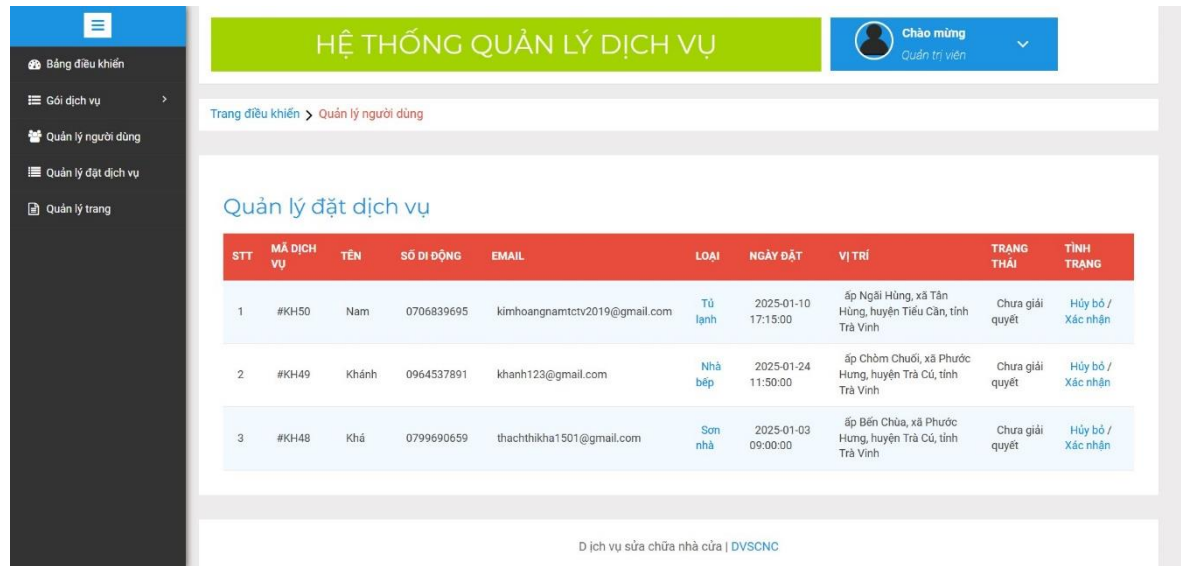 HỆ THỐNG QUẢN LÝ DỊCH VỤ
Chào mừng
Quản trị viên
Bảng điều khiển
Gói dịch vụ
Quản lý người dùng
Quản lý đặt dịch vụ
Quản lý trang
Trang điều khiển > Quản lý người dùng
Quản lý đặt dịch vụ
STT MÃ DỊCH VỤ TÊN SỐ DI ĐỘNG EMAIL LOẠI NGÀY ĐẶT VỊ TRÍ TRẠNG THÁI TÌNH TRẠNG
1 #KH50 Nam 0706839695 kimhoangnamtctv2019@gmail.com Tủ lạnh 2025-01-10 17:15:00 ấp Ngãi Hùng, xã Tân Hùng, huyện Tiểu Cần, tỉnh Trà Vinh Chưa giải quyết Hủy bỏ / Xác nhận
2 #KH49 Khánh 0964537891 khanh123@gmail.com Nhà bếp 2025-01-24 11:50:00 ấp Chòm Chuối, xã Phước Hưng, huyện Trà Cú, tỉnh Trà Vinh Chưa giải quyết Hủy bỏ / Xác nhận
3 #KH48 Khá 0799690659 thachthikha1501@gmail.com Sơn nhà 2025-01-03 09:00:00 ấp Bến Chùa, xã Phước Hưng, huyện Trà Cú, tỉnh Trà Vinh Chưa giải quyết Hủy bỏ / Xác nhận
D ịch vụ sửa chữa nhà cửa | DVSCNC